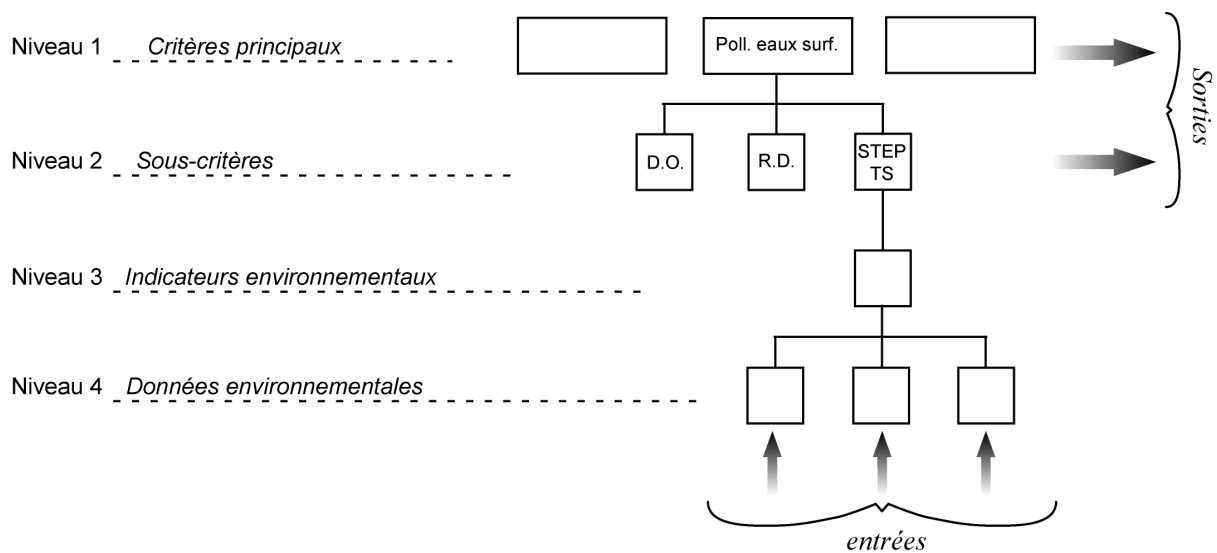 Niveau 1 Critères principaux
Poll. eaux surf.
Sorties
Niveau 2 Sous-critères
D.O.
R.D.
STEP
TS
Niveau 3 Indicateurs environnementaux
Niveau 4 Données environnementales
entrées